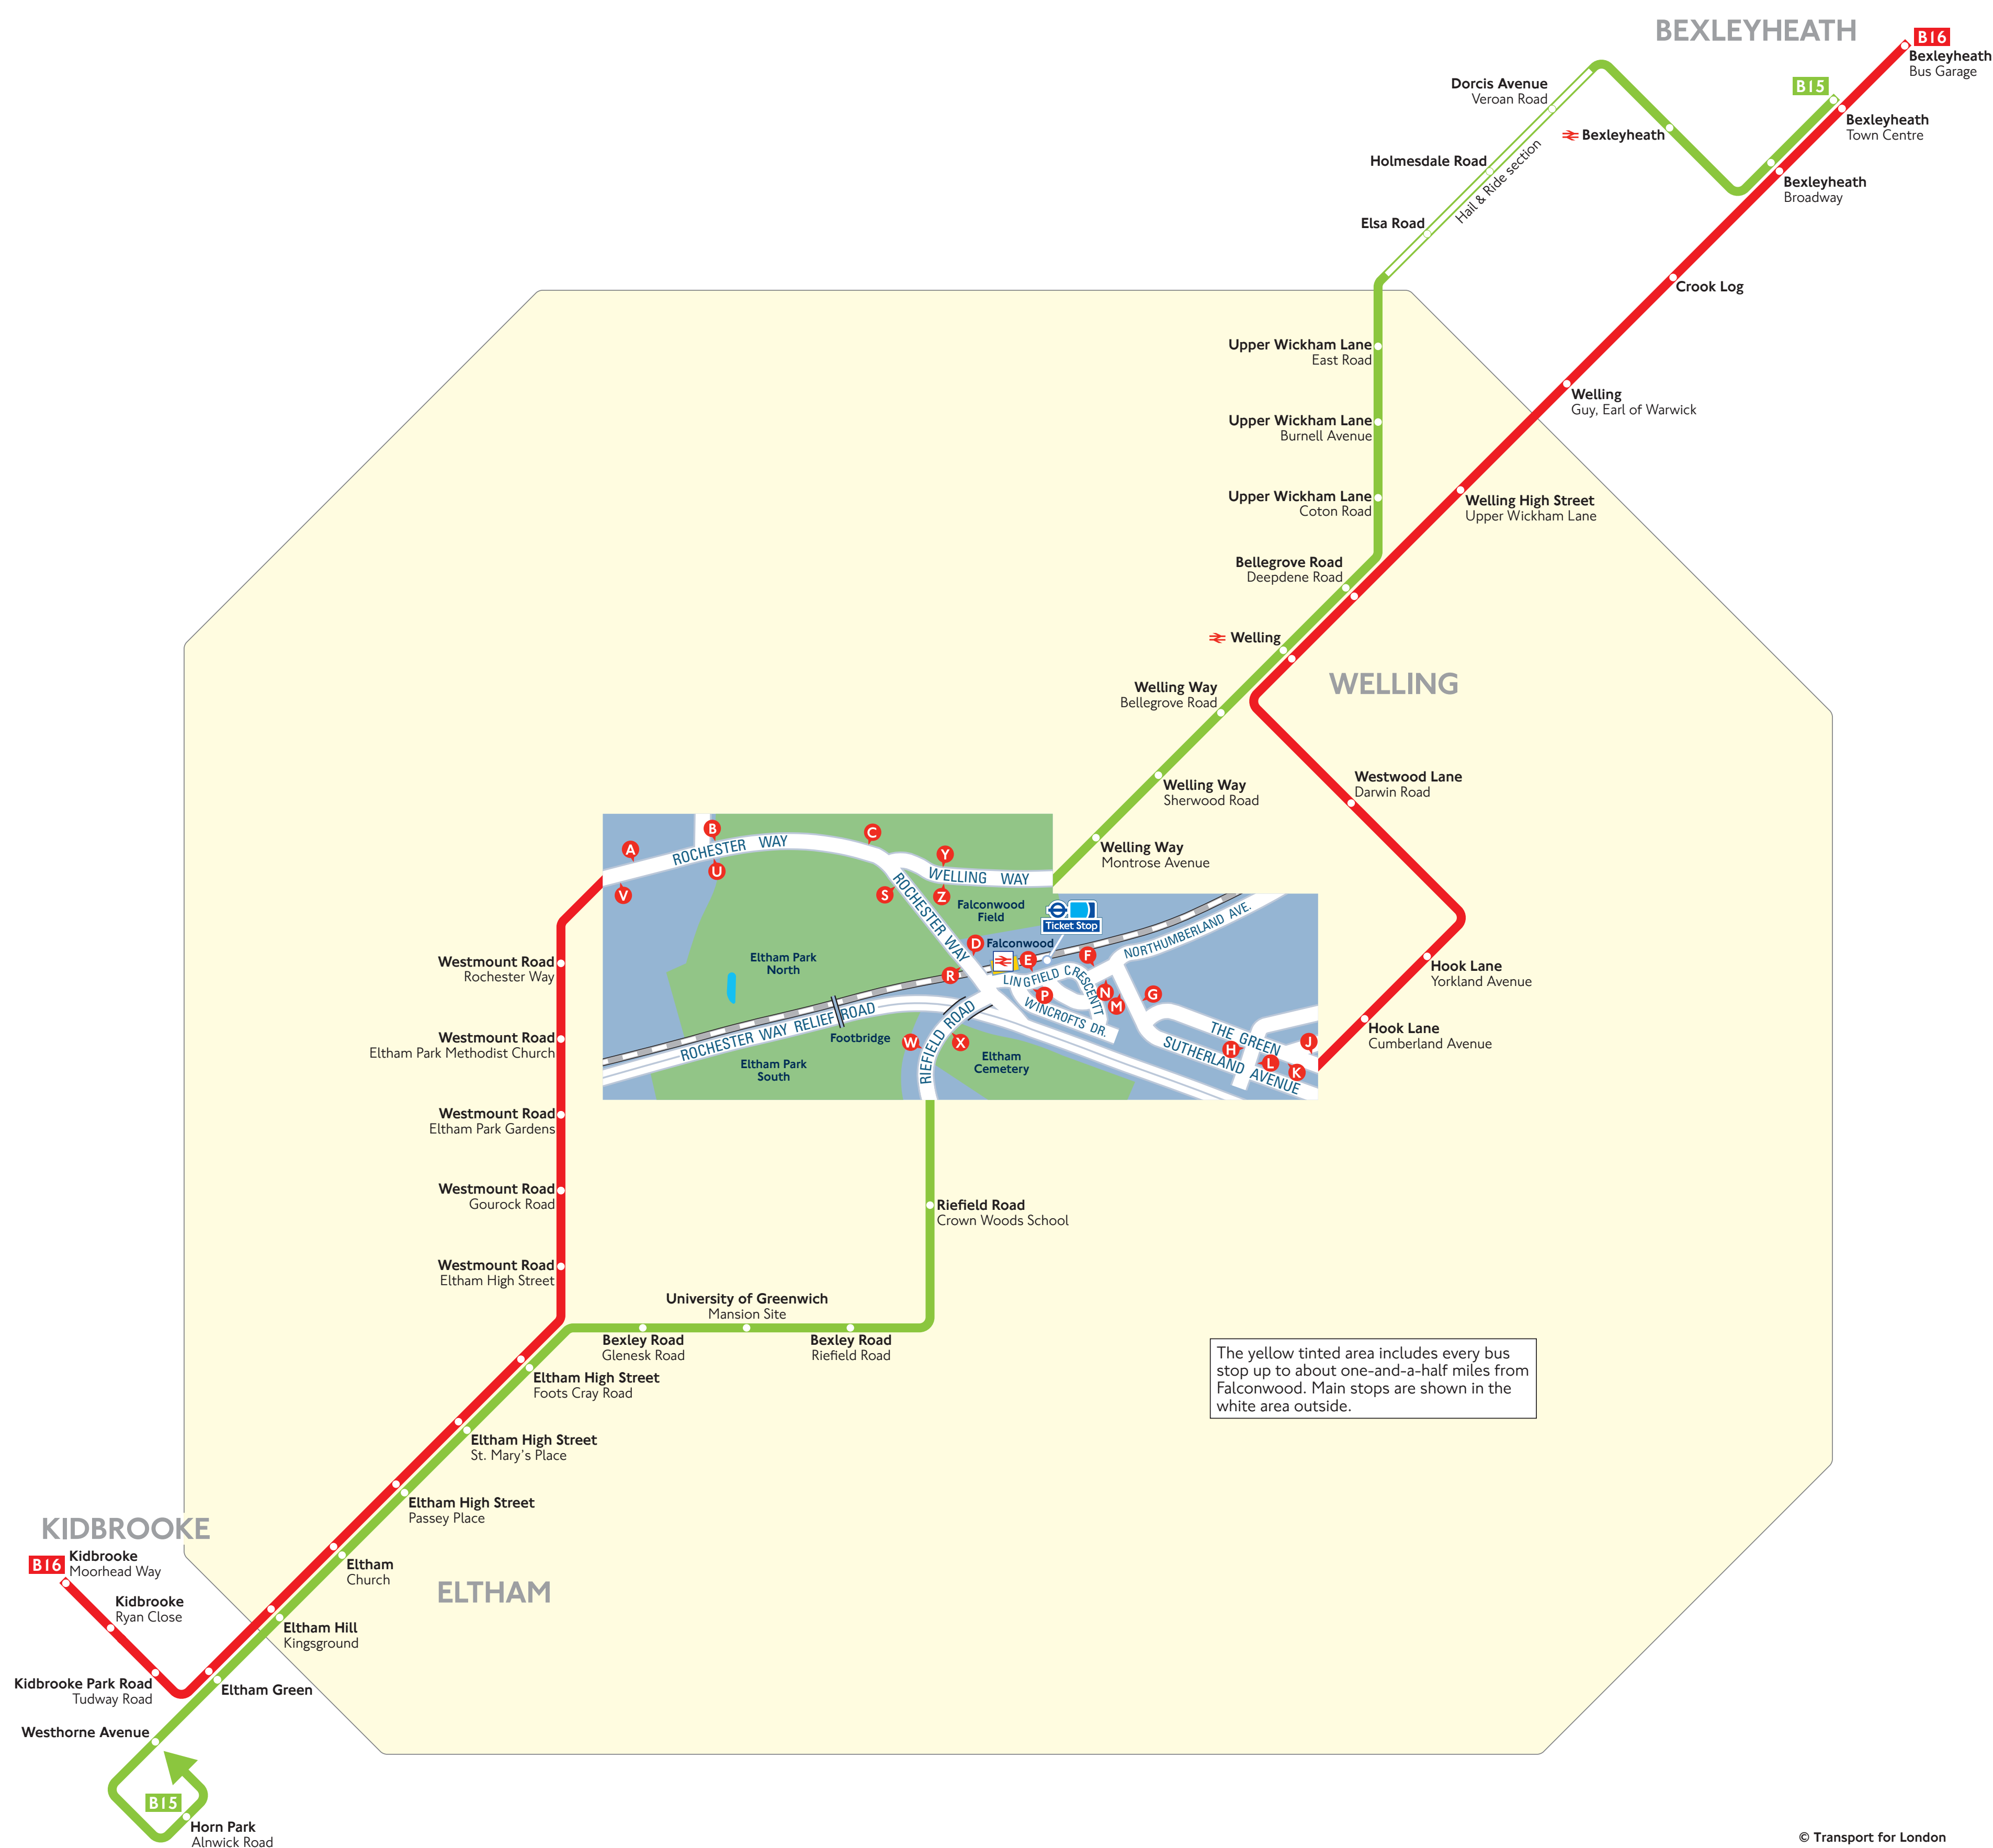 BEXLEYHEATH
B16
Bexleyheath
Bus Garage
B15
Bexleyheath
Town Centre
Dorcis Avenue
Veroan Road
Bexleyheath
Holmesdale Road
Hail & Ride section
Bexleyheath
Broadway
Elsa Road
Crook Log
Upper Wickham Lane
East Road
Welling
Guy, Earl of Warwick
Upper Wickham Lane
Burnell Avenue
Upper Wickham Lane
Coton Road
Welling High Street
Upper Wickham Lane
Bellegrove Road
Deepdene Road
Welling
WELLING
Welling Way
Bellegrove Road
Westwood Lane
Darwin Road
Welling Way
Sherwood Road
Welling Way
Montrose Avenue
A
B
C
Y
ROCHESTER WAY
U
V
S
Z
WELLING WAY
ROCHESTER WAY
Falconwood
Field
Ticket Stop
NORTHUMBERLAND AVE.
D
Falconwood
E
F
Eltham Park
North
R
LINGFIELD CRESCENTT
P
N
M
G
WINCROFTS DR.
ROCHESTER WAY RELIEF ROAD
Footbridge
RIEFIELD ROAD
W
X
Eltham
Cemetery
Eltham Park
South
THE GREEN
SUTHERLAND AVENUE
H
L
K
J
Westmount Road
Rochester Way
Hook Lane
Yorkland Avenue
Westmount Road
Eltham Park Methodist Church
Hook Lane
Cumberland Avenue
Westmount Road
Eltham Park Gardens
Westmount Road
Gourock Road
Riefield Road
Crown Woods School
Westmount Road
Eltham High Street
University of Greenwich
Mansion Site
Bexley Road
Glenesk Road
Bexley Road
Riefield Road
The yellow tinted area includes every bus
stop up to about one-and-a-half miles from
Falconwood. Main stops are shown in the
white area outside.
Eltham High Street
Foots Cray Road
Eltham High Street
St. Mary's Place
Eltham High Street
Passey Place
KIDBROOKE
B16
Kidbrooke
Moorhead Way
Eltham
Church
ELTHAM
Kidbrooke
Ryan Close
Eltham Hill
Kingsground
Kidbrooke Park Road
Tudway Road
Eltham Green
Westhorne Avenue
B15
Horn Park
Alnwick Road
© Transport for London